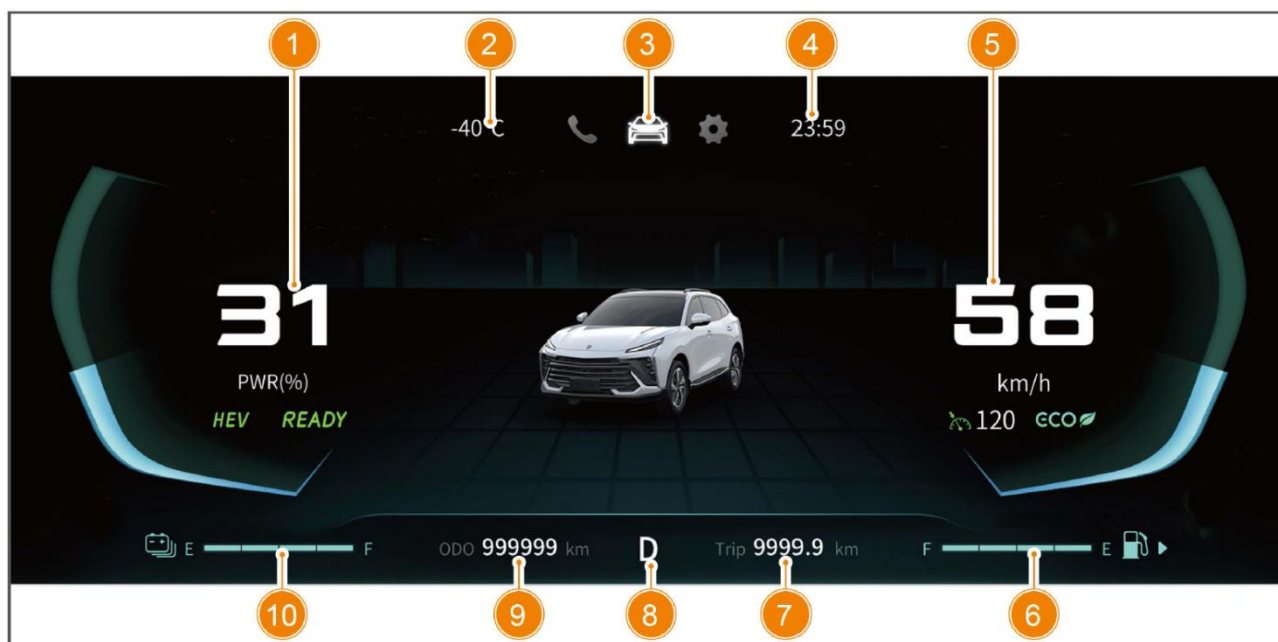 1 2 3 4 5
-40°C 23:59
31 58
PWR(%) km/h
HEV READY 120 ECO
E F ODO 999999 km D Trip 9999.9 km F E
10 9 8 7 6